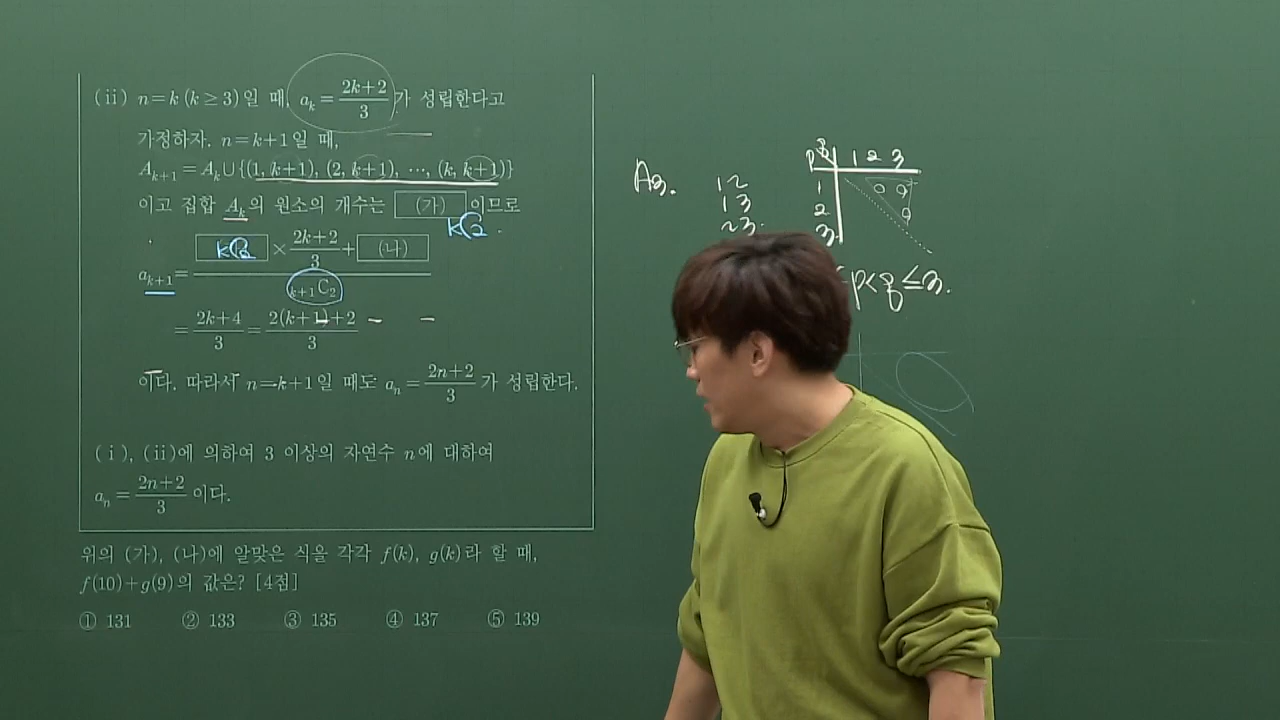 (ii) n=k (k≥3)일 때, a_k = (2k+2)/3 가 성립한다고
가정하자. n=k+1일 때,
A_{k+1} = A_k ∪ {(1, k+1), (2, k+1), …, (k, k+1)}
이고 집합 A_k의 원소의 개수는 (가) 이므로
kC2
a_{k+1} = (kC2 × (2k+2)/3 + (나)) / _{k+1}C_2
= (2k+4)/3 = (2(k+1)+2)/3
이다. 따라서 n=k+1일 때도 a_n = (2n+2)/3 가 성립한다.
(i), (ii)에 의하여 3 이상의 자연수 n에 대하여
a_n = (2n+2)/3 이다.
위의 (가), (나)에 알맞은 식을 각각 f(k), g(k)라 할 때,
f(10)+g(9)의 값은? [4점]
① 131 ② 133 ③ 135 ④ 137 ⑤ 139
A3.
1 2
1 3
2 3.
p q 1 2 3
1
2
3
p<q≤3.